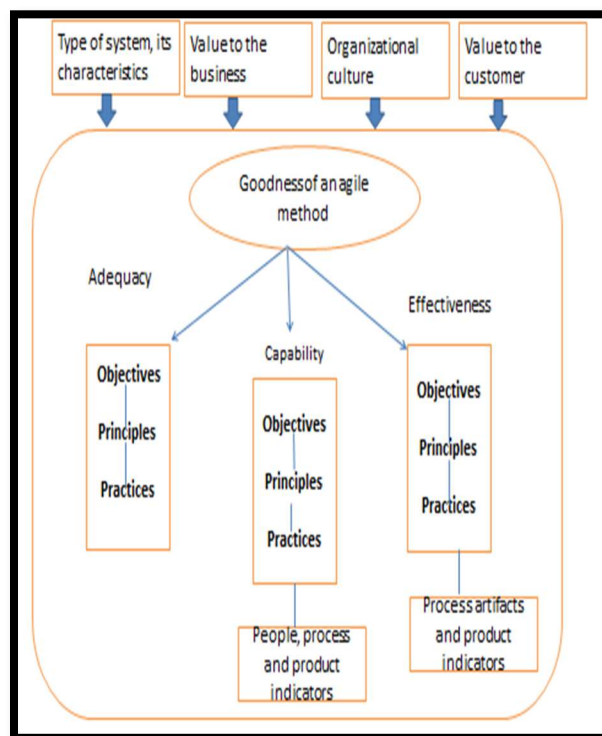 Type of system, its
characteristics
Value to the
business
Organizational
culture
Value to the
customer
Goodness of an agile
method
Adequacy
Capability
Effectiveness
Objectives
Principles
Practices
Objectives
Principles
Practices
Objectives
Principles
Practices
People, process
and product
indicators
Process artifacts
and product
indicators